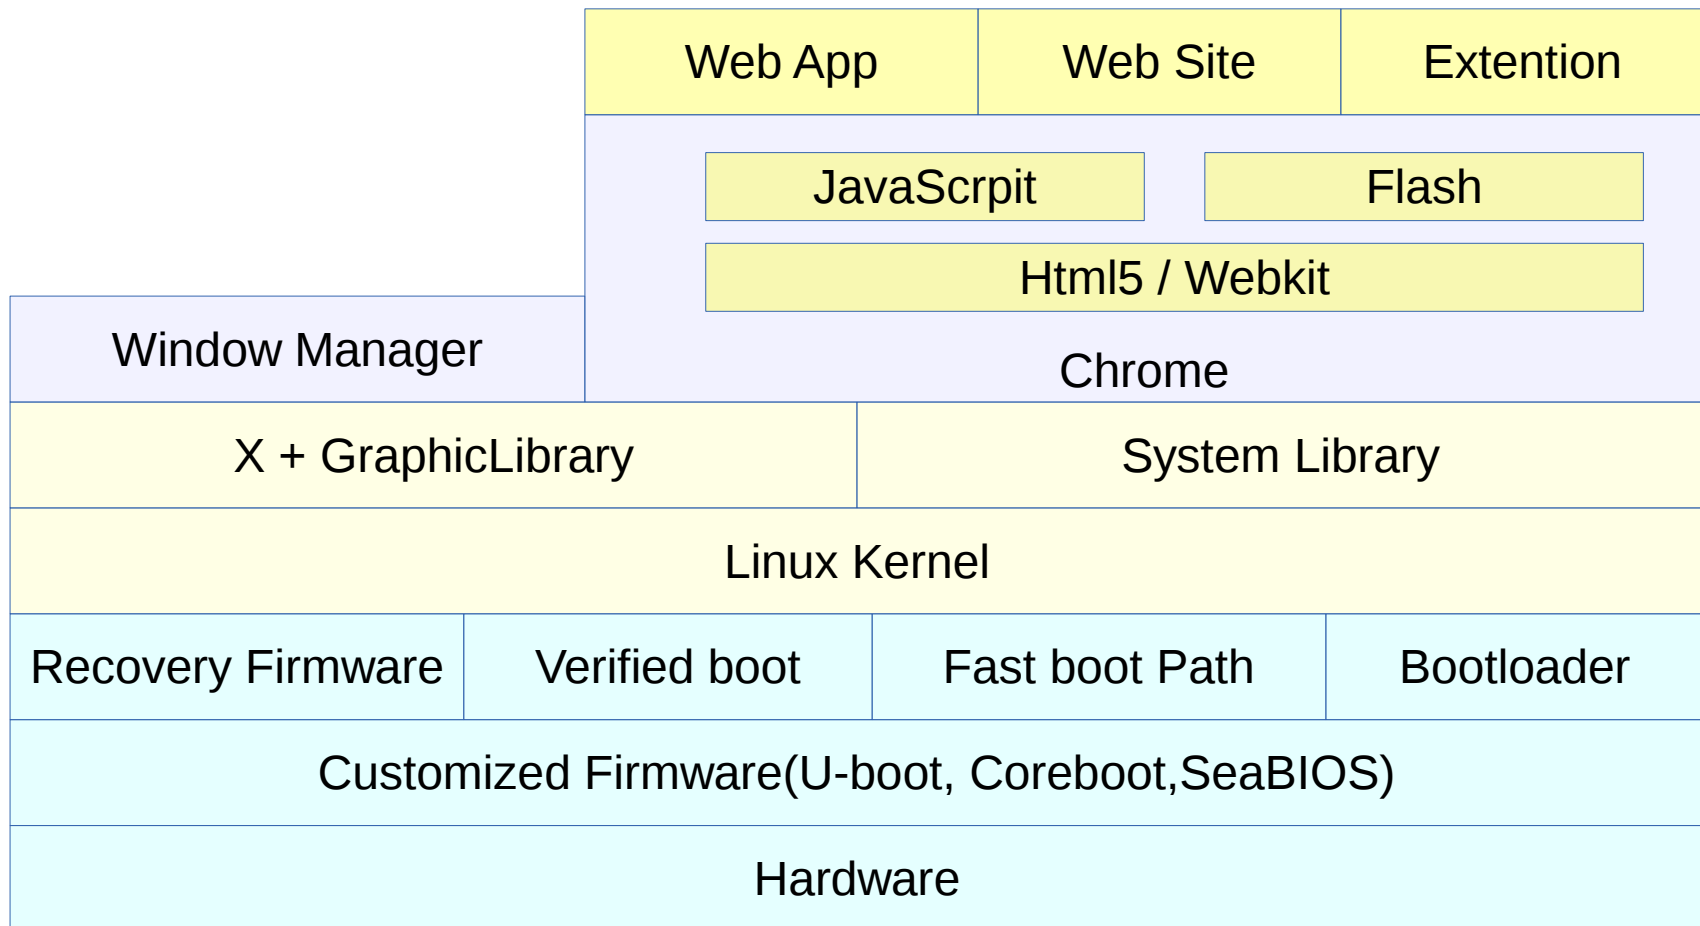 Web App
Web Site
Extention
JavaScrpit
Flash
Html5 / Webkit
Window Manager
Chrome
X + GraphicLibrary
System Library
Linux Kernel
Recovery Firmware
Verified boot
Fast boot Path
Bootloader
Customized Firmware(U-boot, Coreboot,SeaBIOS)
Hardware